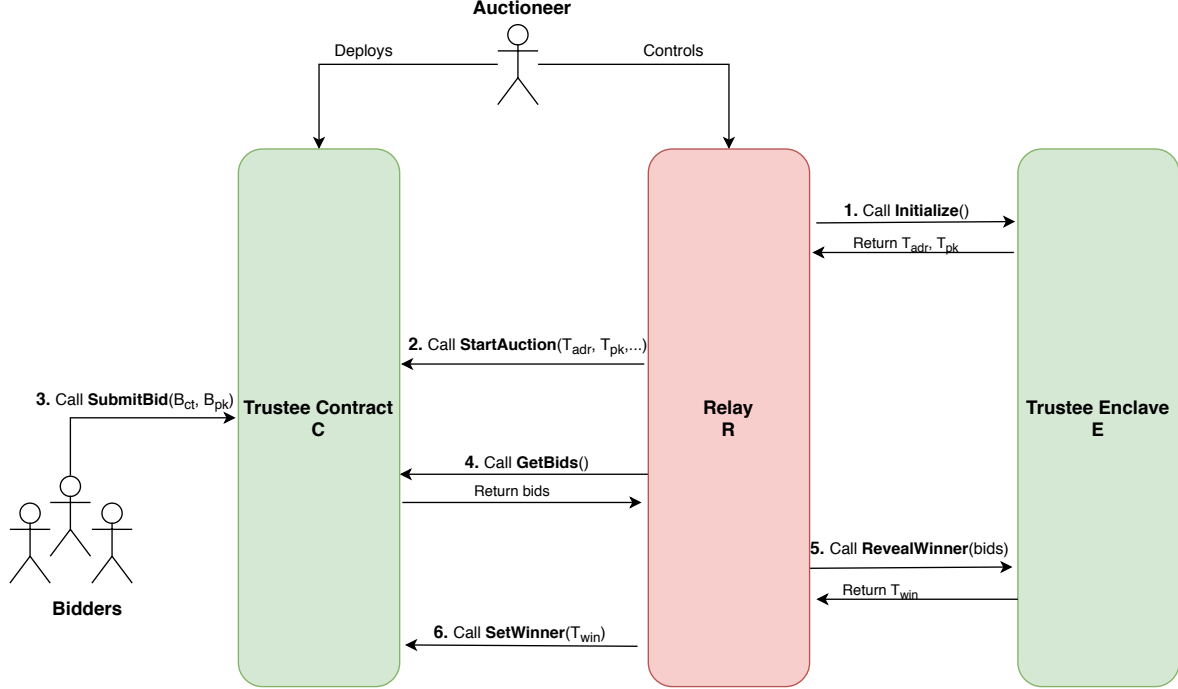 Auctioneer
Deploys
Controls
1. Call Initialize()
Return T_adr, T_pk
2. Call StartAuction(T_adr, T_pk,...)
3. Call SubmitBid(B_ct, B_pk)
Trustee Contract
C
Relay
R
Trustee Enclave
E
4. Call GetBids()
Return bids
5. Call RevealWinner(bids)
Return T_win
Bidders
6. Call SetWinner(T_win)